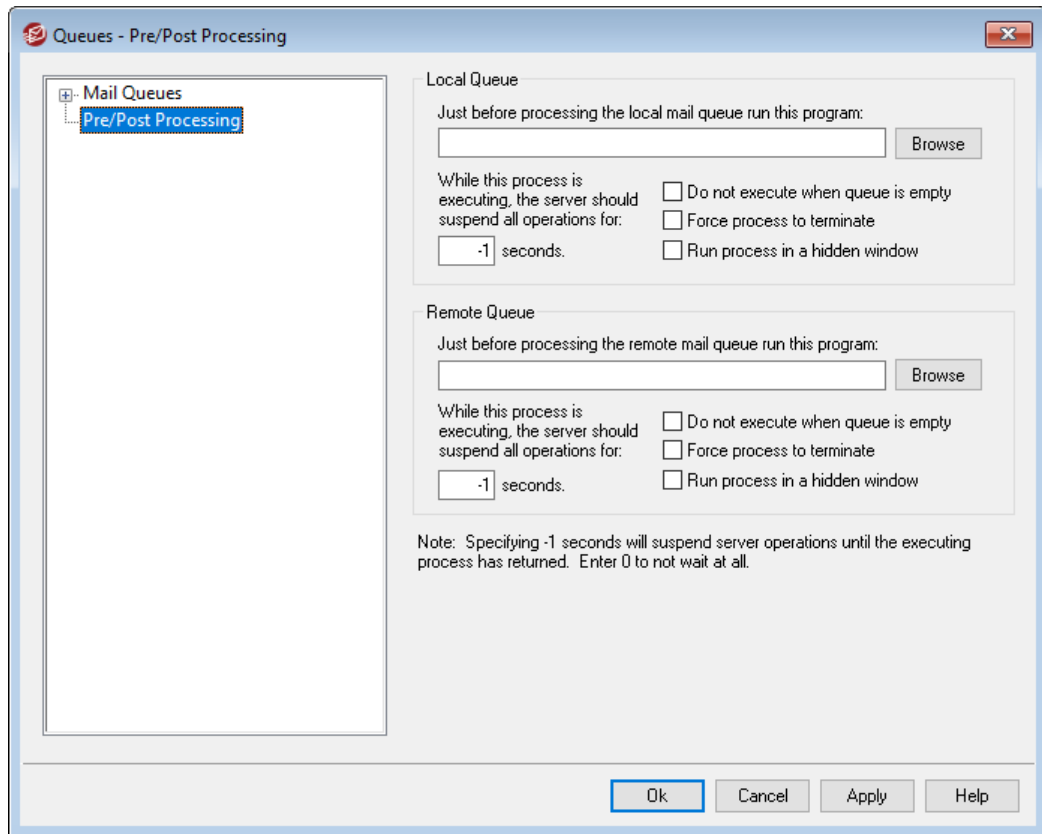 Queues - Pre/Post Processing
Mail Queues
Pre/Post Processing
Local Queue
Just before processing the local mail queue run this program:
Browse
While this process is
executing, the server should
suspend all operations for:
-1 seconds.
Do not execute when queue is empty
Force process to terminate
Run process in a hidden window
Remote Queue
Just before processing the remote mail queue run this program:
Browse
While this process is
executing, the server should
suspend all operations for:
-1 seconds.
Do not execute when queue is empty
Force process to terminate
Run process in a hidden window
Note:  Specifying -1 seconds will suspend server operations until the executing
process has returned.  Enter 0 to not wait at all.
Ok
Cancel
Apply
Help